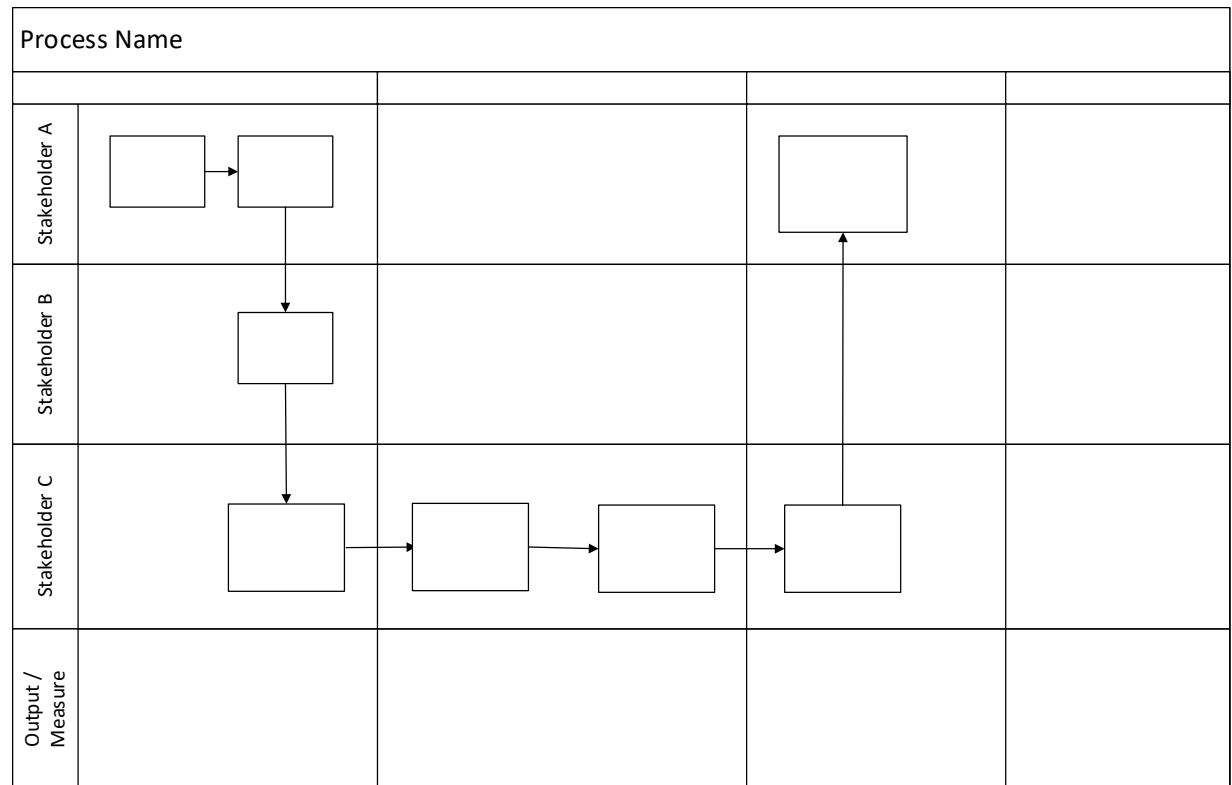 Process Name
Stakeholder A
Stakeholder B
Stakeholder C
Output /
Measure